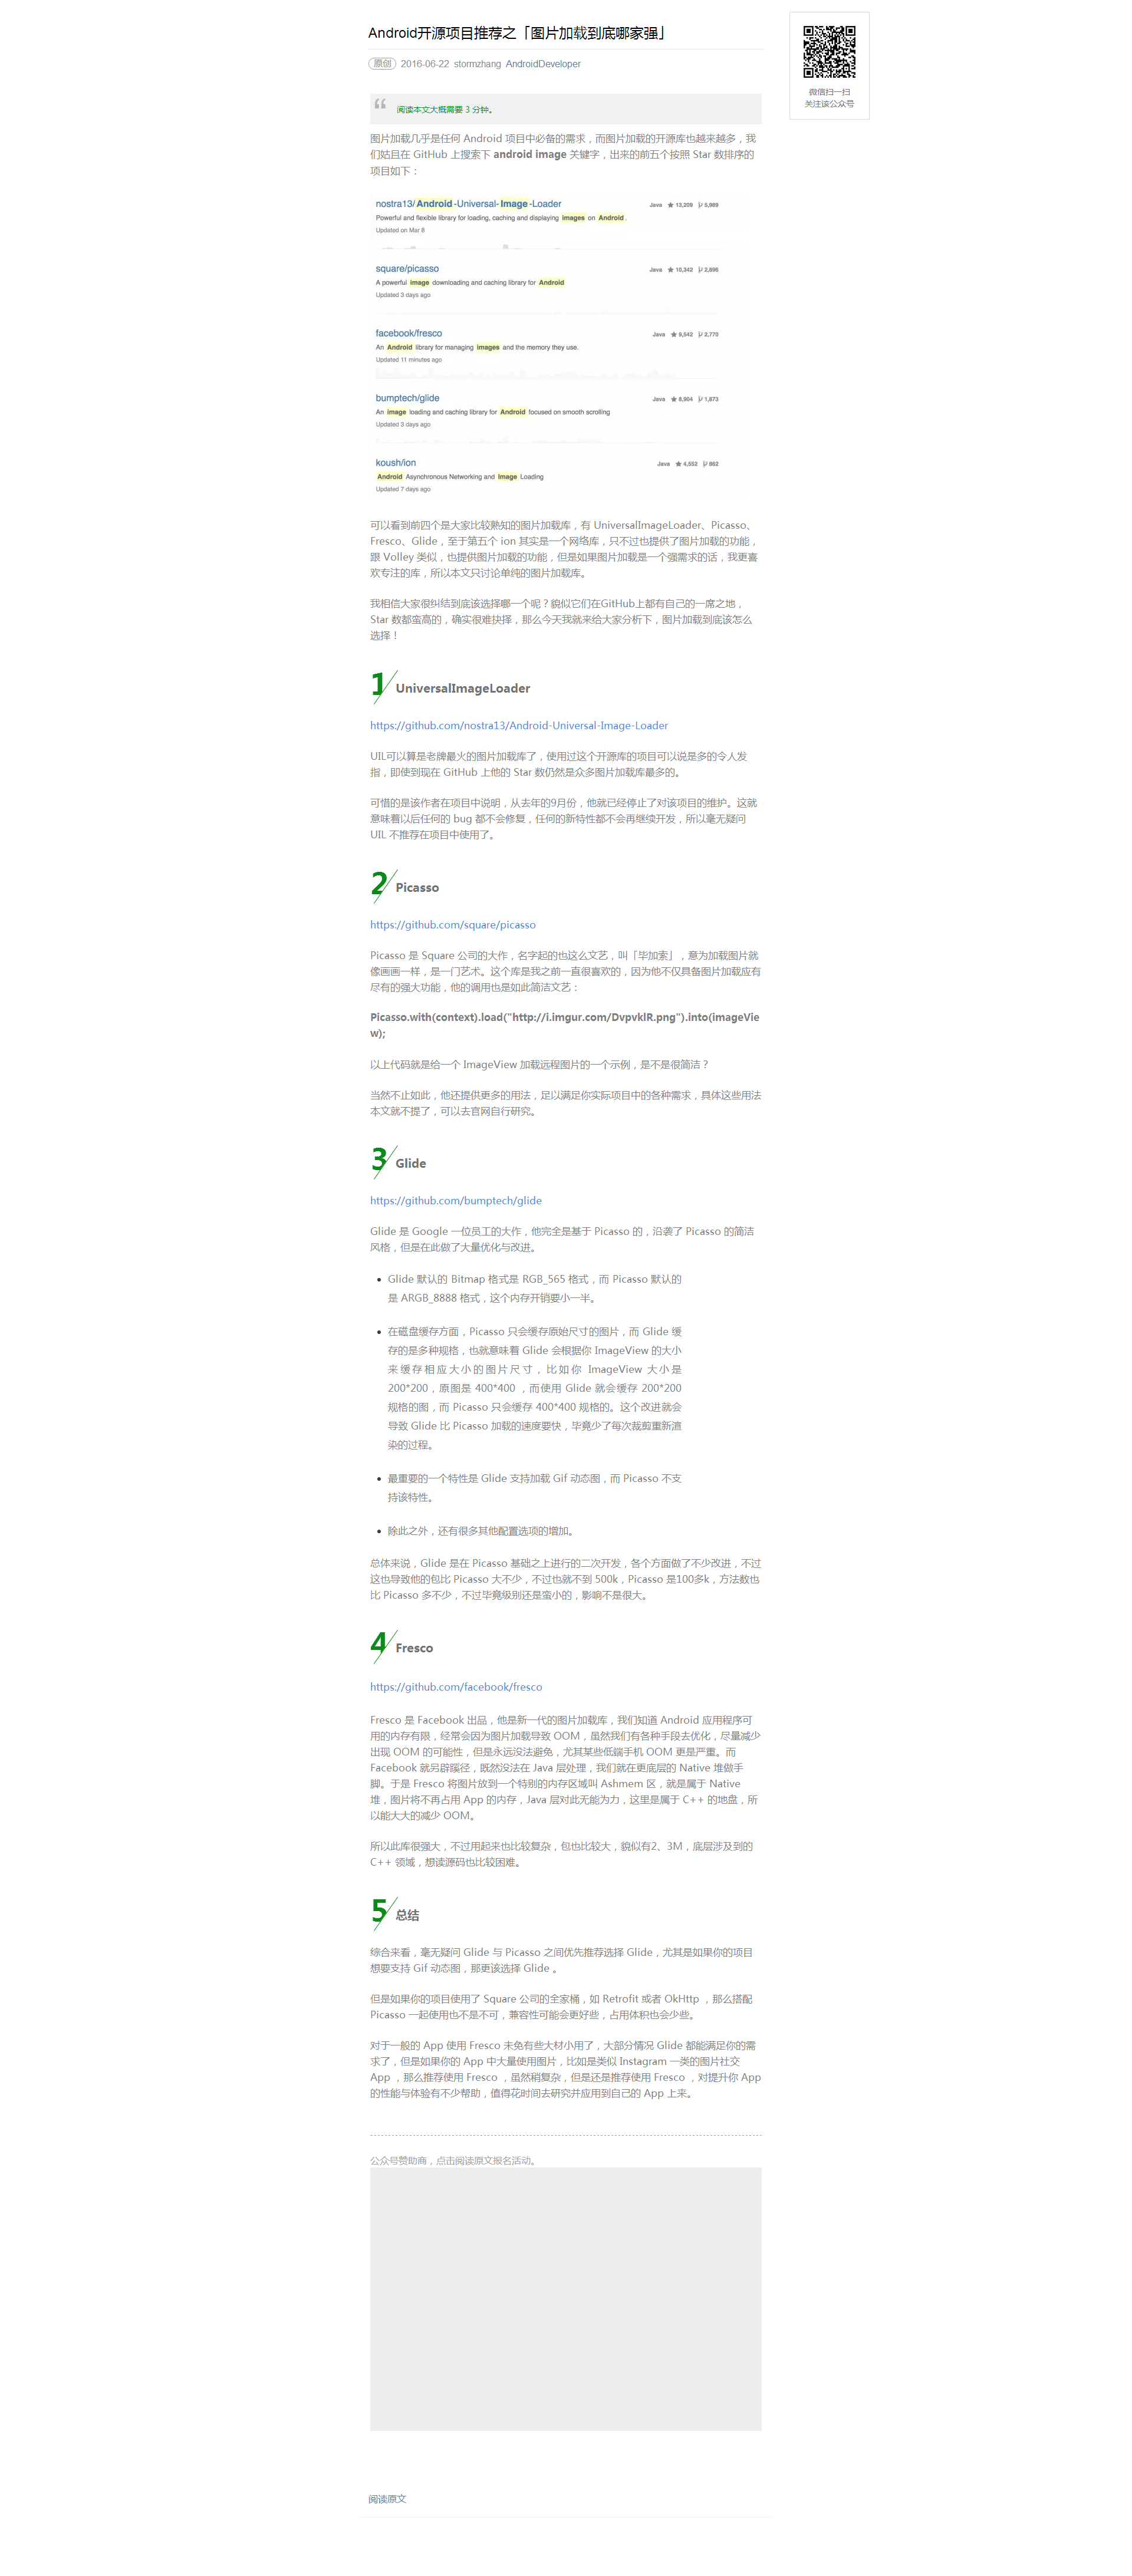 Android开源项目推荐之「图片加载到底哪家强」
原创 2016-06-22 stormzhang AndroidDeveloper
微信扫一扫
关注该公众号
阅读本文大概需要 3 分钟。
图片加载几乎是任何 Android 项目中必备的需求，而图片加载的开源库也越来越多，我
们姑且在 GitHub 上搜索下 android image 关键字，出来的前五个按照 Star 数排序的
项目如下：
nostra13/Android-Universal-Image-Loader Java 13,209 5,969
Powerful and flexible library for loading, caching and displaying images on Android.
Updated on Mar 8
square/picasso Java 10,342 2,696
A powerful image downloading and caching library for Android
Updated 3 days ago
facebook/fresco Java 9,542 2,770
An Android library for managing images and the memory they use.
Updated 11 minutes ago
bumptech/glide Java 8,904 1,873
An image loading and caching library for Android focused on smooth scrolling
Updated 3 days ago
koush/ion Java 4,552 862
Android Asynchronous Networking and Image Loading
Updated 7 days ago
可以看到前四个是大家比较熟知的图片加载库，有 UniversalImageLoader、Picasso、
Fresco、Glide，至于第五个 ion 其实是一个网络库，只不过也提供了图片加载的功能，
跟 Volley 类似，也提供图片加载的功能，但是如果图片加载是一个强需求的话，我更喜
欢专注的库，所以本文只讨论单纯的图片加载库。
我相信大家很纠结到底该选择哪一个呢？貌似它们在GitHub上都有自己的一席之地，
Star 数都蛮高的，确实很难抉择，那么今天我就来给大家分析下，图片加载到底该怎么
选择！
1 UniversalImageLoader
https://github.com/nostra13/Android-Universal-Image-Loader
UIL可以算是老牌最火的图片加载库了，使用过这个开源库的项目可以说是多的令人发
指，即使到现在 GitHub 上他的 Star 数仍然是众多图片加载库最多的。
可惜的是该作者在项目中说明，从去年的9月份，他就已经停止了对该项目的维护。这就
意味着以后任何的 bug 都不会修复，任何的新特性都不会再继续开发，所以毫无疑问
UIL 不推荐在项目中使用了。
2 Picasso
https://github.com/square/picasso
Picasso 是 Square 公司的大作，名字起的也这么文艺，叫「毕加索」，意为加载图片就
像画画一样，是一门艺术。这个库是我之前一直很喜欢的，因为他不仅具备图片加载应有
尽有的强大功能，他的调用也是如此简洁文艺：
Picasso.with(context).load("http://i.imgur.com/DvpvklR.png").into(imageVie
w);
以上代码就是给一个 ImageView 加载远程图片的一个示例，是不是很简洁？
当然不止如此，他还提供更多的用法，足以满足你实际项目中的各种需求，具体这些用法
本文就不提了，可以去官网自行研究。
3 Glide
https://github.com/bumptech/glide
Glide 是 Google 一位员工的大作，他完全是基于 Picasso 的，沿袭了 Picasso 的简洁
风格，但是在此做了大量优化与改进。
• Glide 默认的 Bitmap 格式是 RGB_565 格式，而 Picasso 默认的
是 ARGB_8888 格式，这个内存开销要小一半。
• 在磁盘缓存方面，Picasso 只会缓存原始尺寸的图片，而 Glide 缓
存的是多种规格，也就意味着 Glide 会根据你 ImageView 的大小
来缓存相应大小的图片尺寸，比如你 ImageView 大小是
200*200，原图是 400*400 ，而使用 Glide 就会缓存 200*200
规格的图，而 Picasso 只会缓存 400*400 规格的。这个改进就会
导致 Glide 比 Picasso 加载的速度要快，毕竟少了每次裁剪重新渲
染的过程。
• 最重要的一个特性是 Glide 支持加载 Gif 动态图，而 Picasso 不支
持该特性。
• 除此之外，还有很多其他配置选项的增加。
总体来说，Glide 是在 Picasso 基础之上进行的二次开发，各个方面做了不少改进，不过
这也导致他的包比 Picasso 大不少，不过也就不到 500k，Picasso 是100多k，方法数也
比 Picasso 多不少，不过毕竟级别还是蛮小的，影响不是很大。
4 Fresco
https://github.com/facebook/fresco
Fresco 是 Facebook 出品，他是新一代的图片加载库，我们知道 Android 应用程序可
用的内存有限，经常会因为图片加载导致 OOM，虽然我们有各种手段去优化，尽量减少
出现 OOM 的可能性，但是永远没法避免，尤其某些低端手机 OOM 更是严重。而
Facebook 就另辟蹊径，既然没法在 Java 层处理，我们就在更底层的 Native 堆做手
脚。于是 Fresco 将图片放到一个特别的内存区域叫 Ashmem 区，就是属于 Native
堆，图片将不再占用 App 的内存，Java 层对此无能为力，这里是属于 C++ 的地盘，所
以能大大的减少 OOM。
所以此库很强大，不过用起来也比较复杂，包也比较大，貌似有2、3M，底层涉及到的
C++ 领域，想读源码也比较困难。
5 总结
综合来看，毫无疑问 Glide 与 Picasso 之间优先推荐选择 Glide，尤其是如果你的项目
想要支持 Gif 动态图，那更该选择 Glide 。
但是如果你的项目使用了 Square 公司的全家桶，如 Retrofit 或者 OkHttp ，那么搭配
Picasso 一起使用也不是不可，兼容性可能会更好些，占用体积也会少些。
对于一般的 App 使用 Fresco 未免有些大材小用了，大部分情况 Glide 都能满足你的需
求了，但是如果你的 App 中大量使用图片，比如是类似 Instagram 一类的图片社交
App ，那么推荐使用 Fresco ，虽然稍复杂，但是还是推荐使用 Fresco ，对提升你 App
的性能与体验有不少帮助，值得花时间去研究并应用到自己的 App 上来。
公众号赞助商，点击阅读原文报名活动。
阅读原文